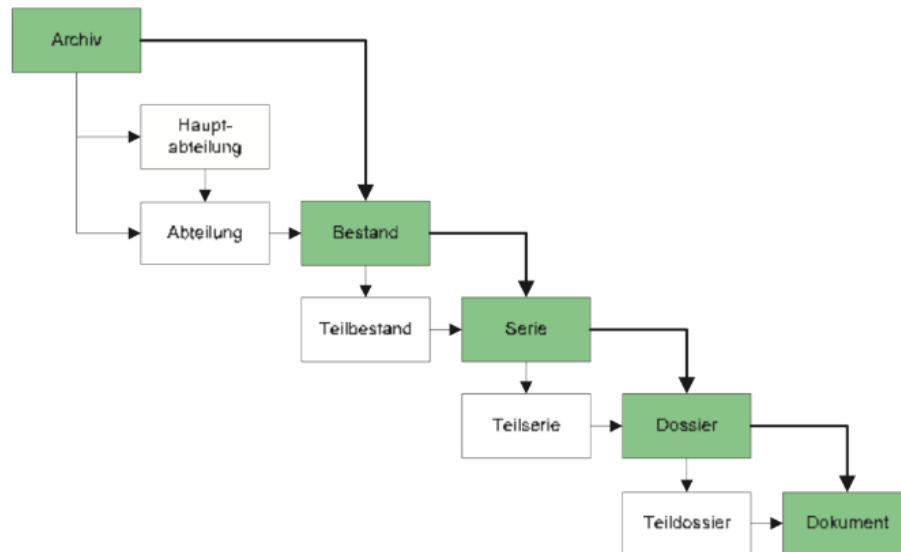 Archiv
Haupt-
abteilung
Abteilung
Bestand
Teilbestand
Serie
Teilserie
Dossier
Teildossier
Dokument